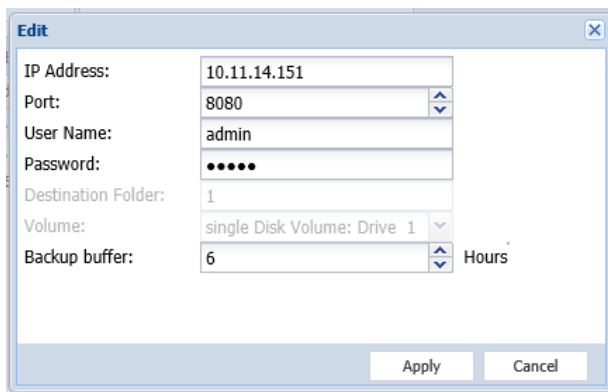 Edit
IP Address: 10.11.14.151
Port: 8080
User Name: admin
Password: •••••
Destination Folder: 1
Volume: single Disk Volume: Drive 1
Backup buffer: 6 Hours
Apply Cancel